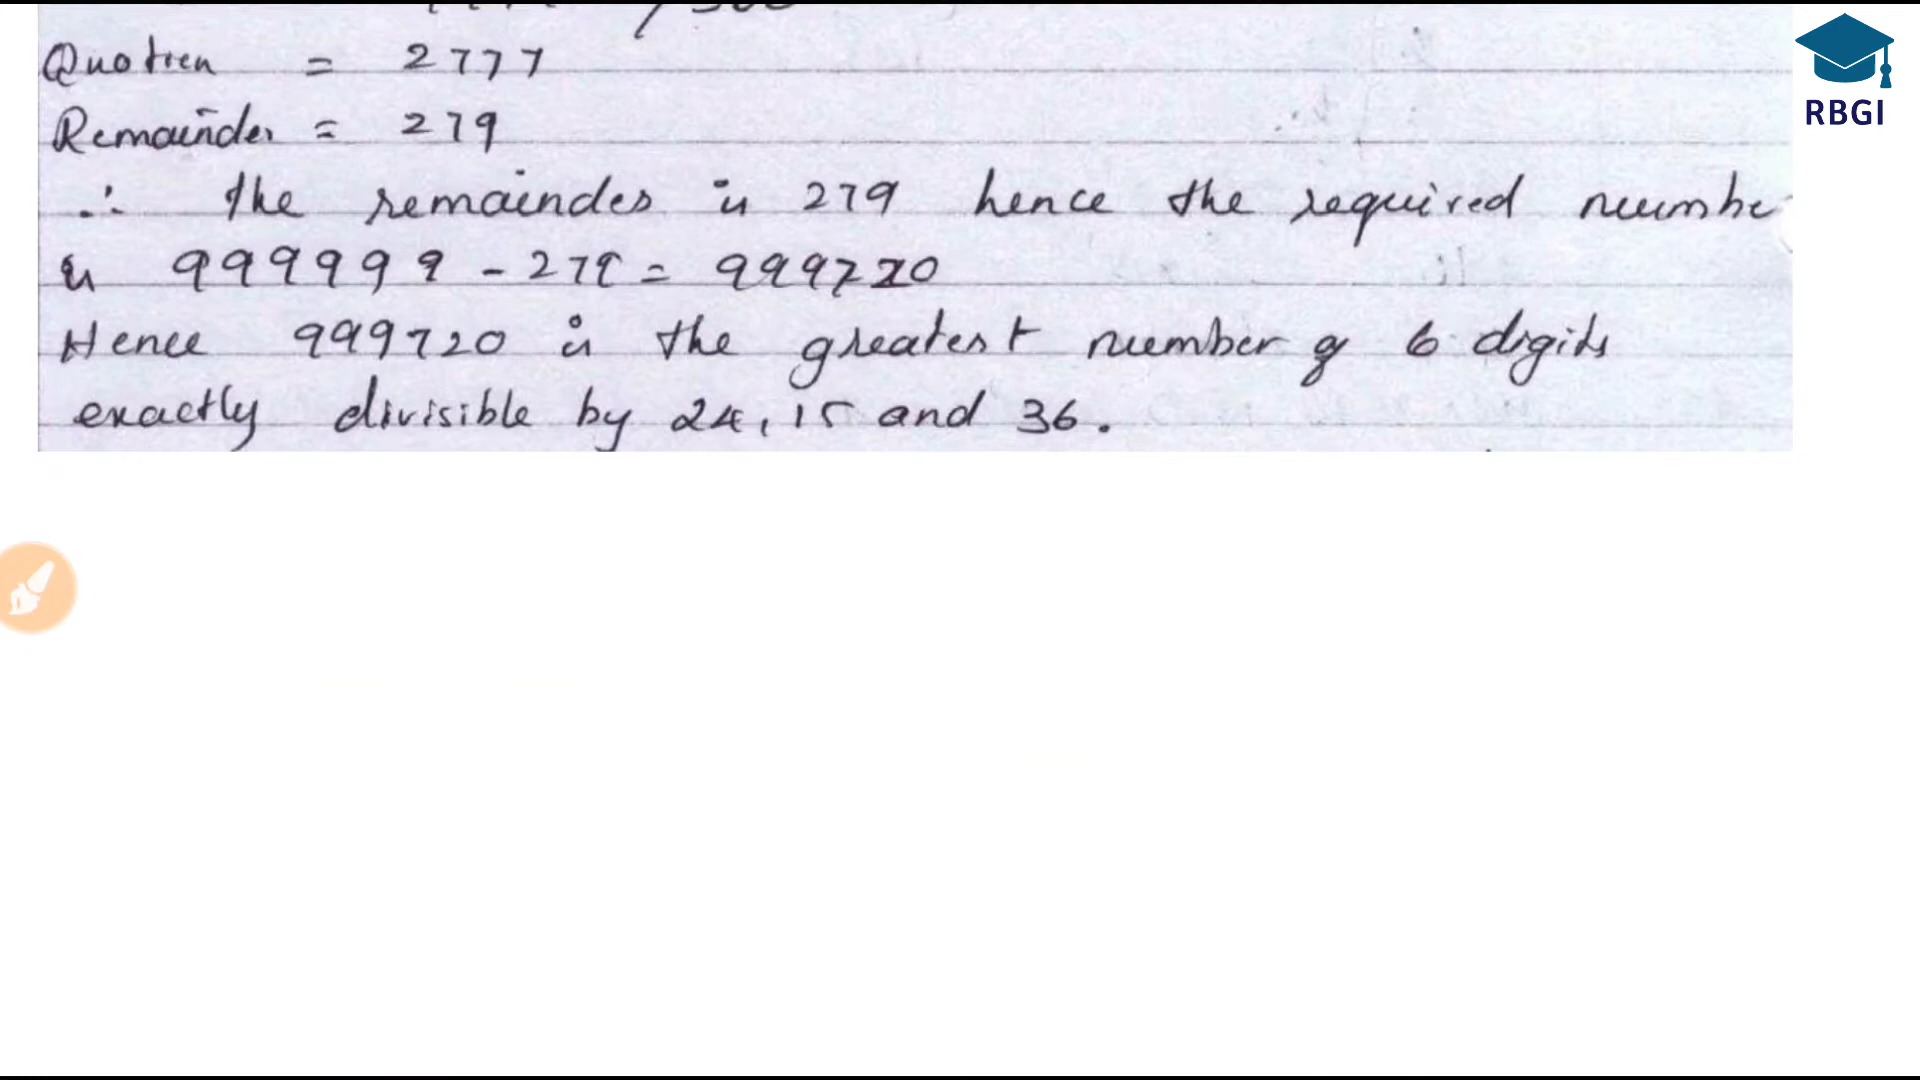 Quotien = 2777
Remainder = 279
∴ the remainder is 279 hence the required numbe
is 999999 - 279 = 999720
Hence 999720 is the greatest number of 6 digits
exactly divisible by 24, 15 and 36.
RBGI